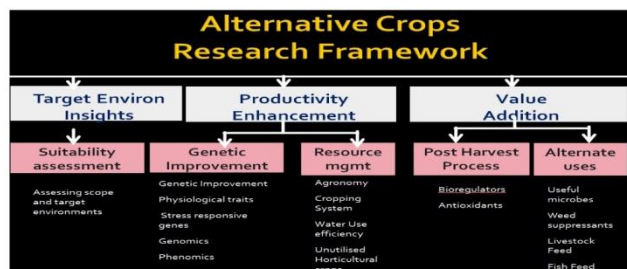 Alternative Crops
Research Framework
Target Environ
Insights
Productivity
Enhancement
Value
Addition
Suitability
assessment
Genetic
Improvement
Resource
mgmt
Post Harvest
Process
Alternate
uses
Assessing scope
and target
environments
Genetic Improvement
Physiological traits
Stress responsive
genes
Genomics
Phenomics
Agronomy
Cropping
System
Water Use
efficiency
Unutilised
Horticultural
Bioregulators
Antioxidants
Useful
microbes
Weed
suppressants
Livestock
Feed
Fish Feed